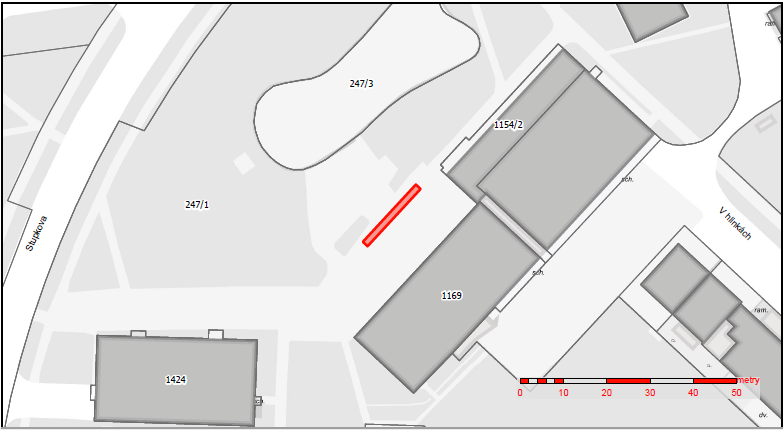 ram.
247/3
1154/2
sch.
247/1
V hlinkách
Stupkova
sch.
1169
ram.
metry
0 10 20 30 40 50
1424
dv.